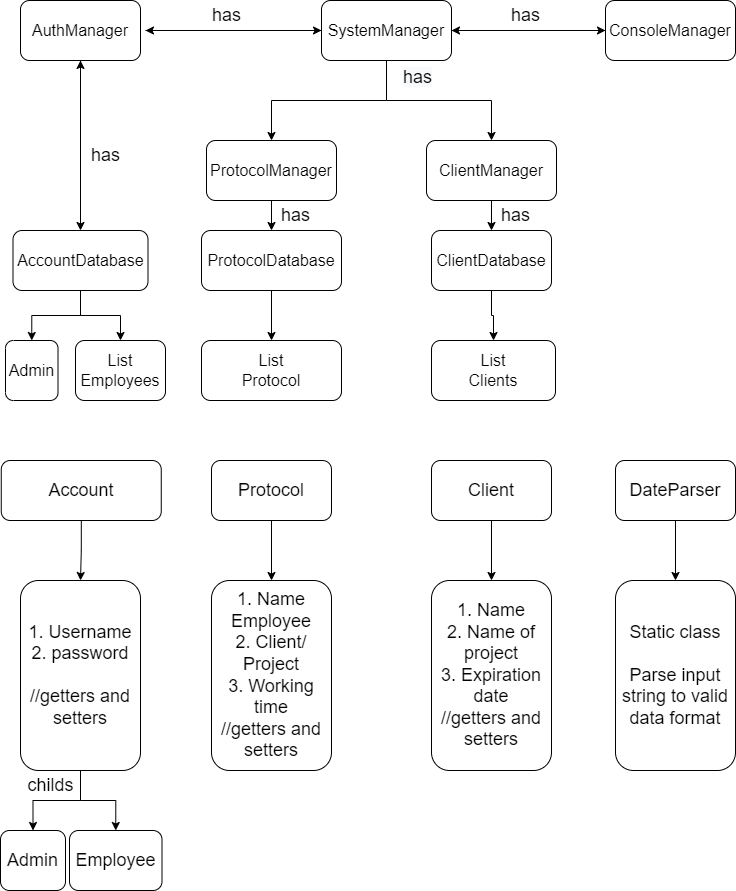 AuthManager
has
SystemManager
has
ConsoleManager
has
has
ProtocolManager
ClientManager
has
has
AccountDatabase
ProtocolDatabase
ClientDatabase
Admin
List
Employees
List
Protocol
List
Clients
Account
Protocol
Client
DateParser
1. Username
2. password
//getters and
setters
1. Name
Employee
2. Client/
Project
3. Working
time
//getters and
setters
1. Name
2. Name of
project
3. Expiration
date
//getters and
setters
Static class
Parse input
string to valid
data format
childs
Admin
Employee